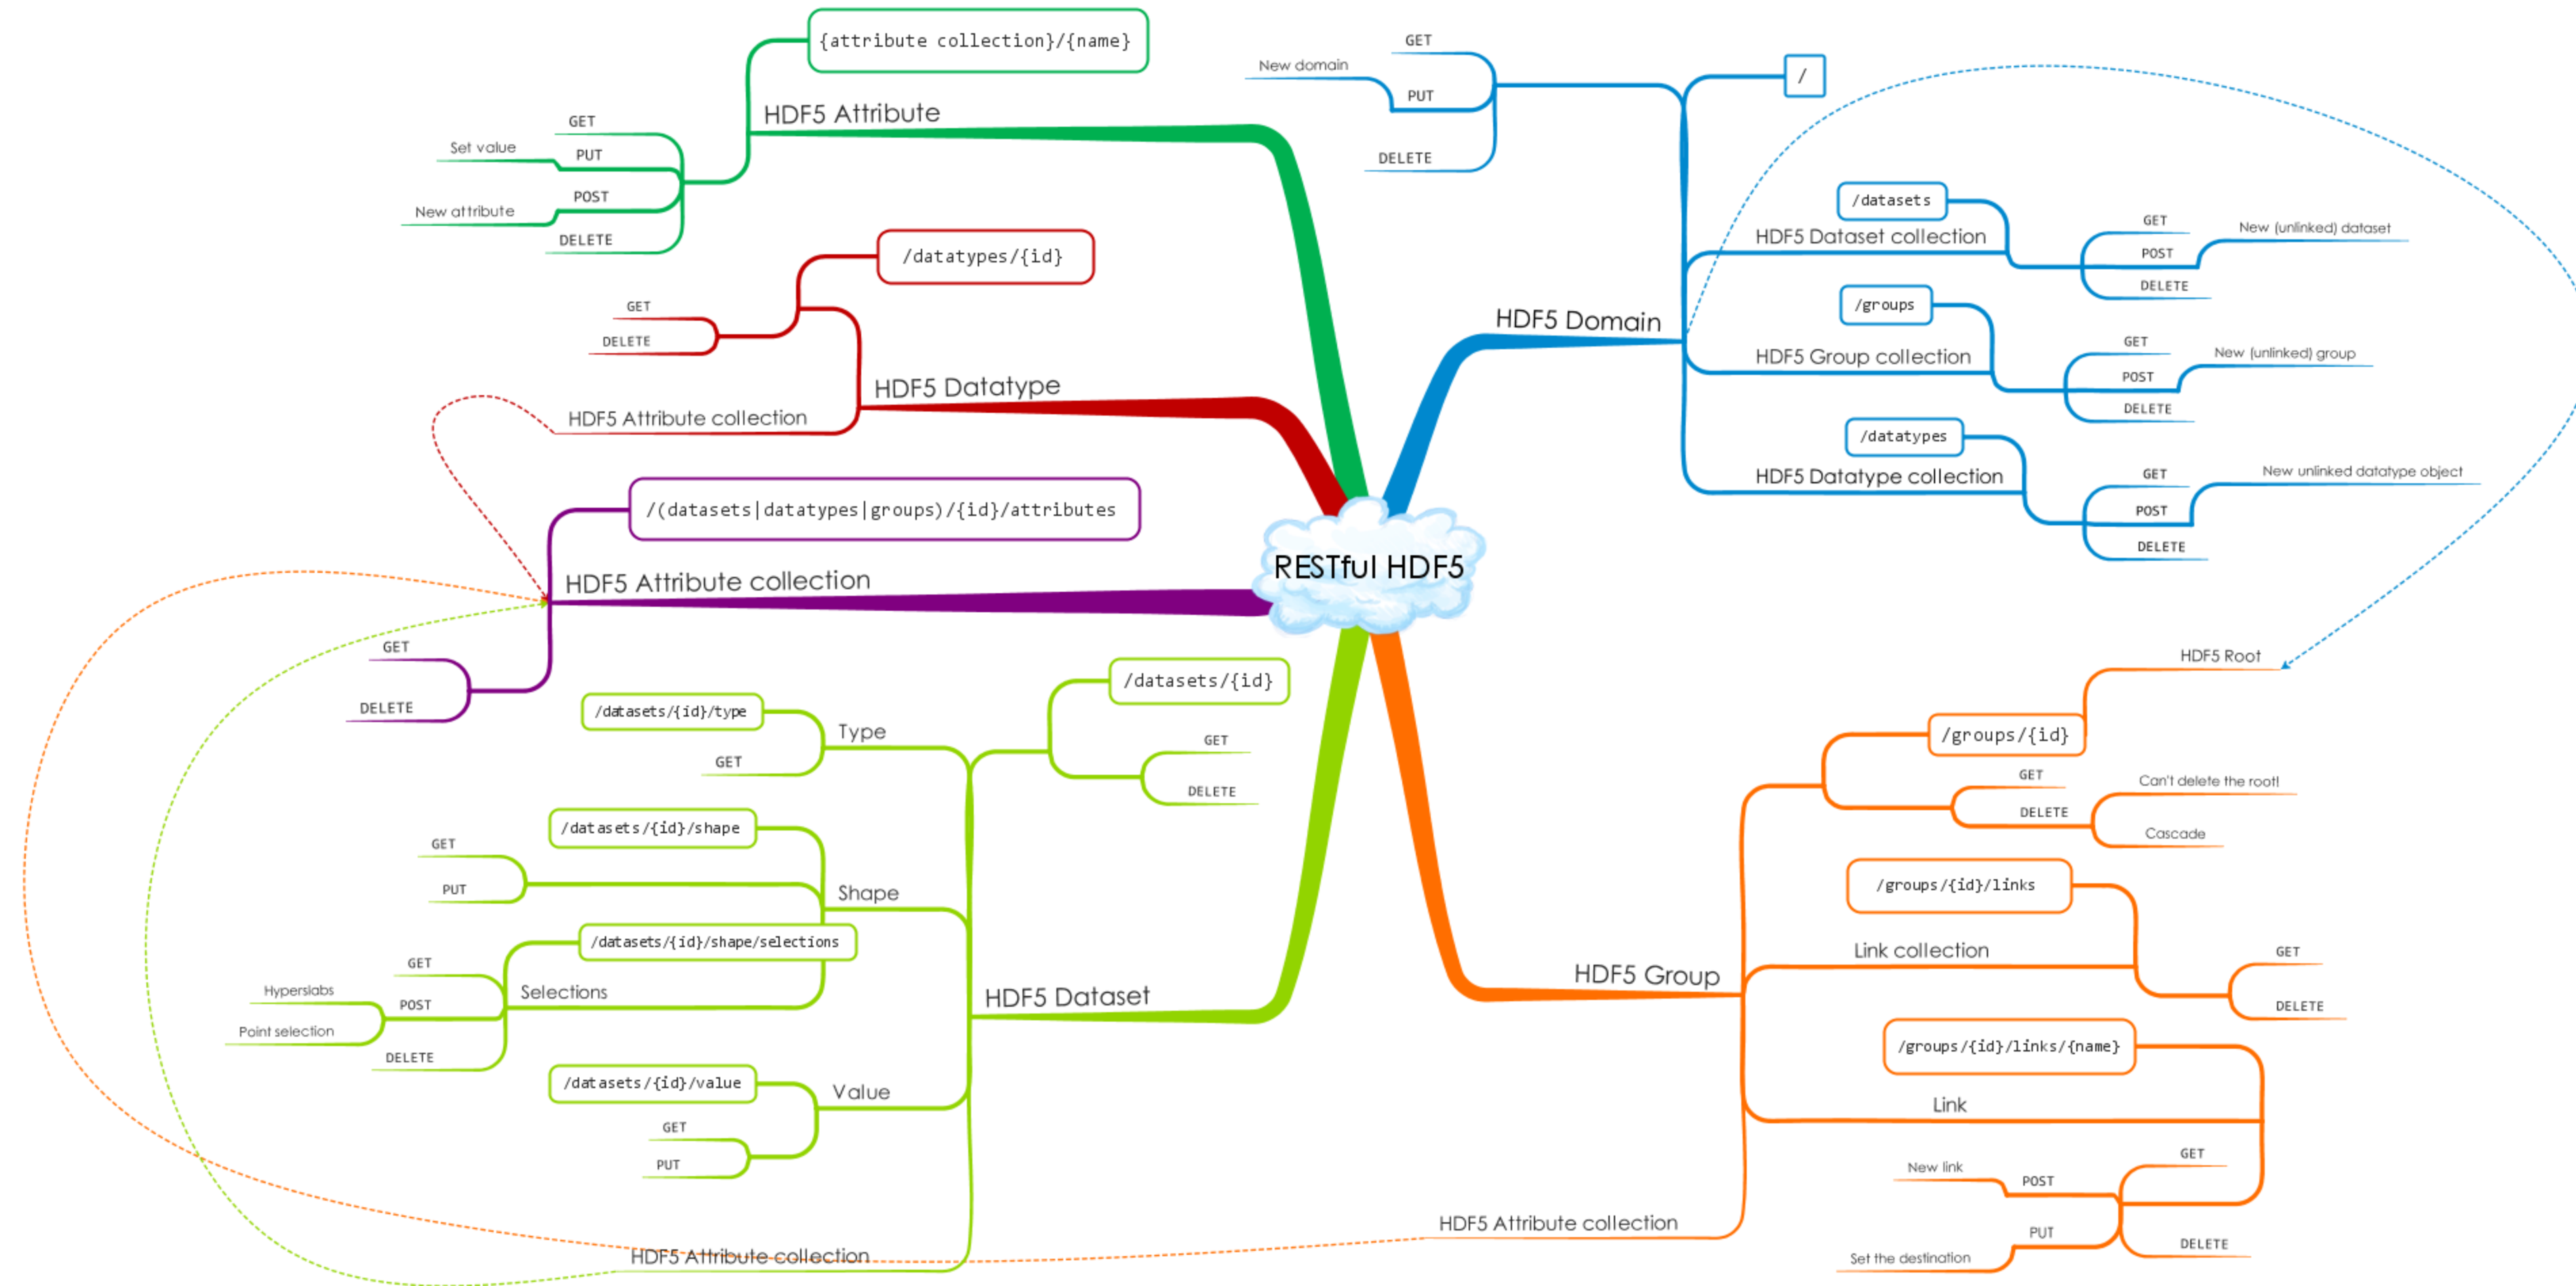 RESTful HDF5
{attribute collection}/{name}
HDF5 Attribute
GET
Set value
PUT
POST
New attribute
DELETE
/datatypes/{id}
GET
DELETE
HDF5 Datatype
HDF5 Attribute collection
/(datasets|datatypes|groups)/{id}/attributes
HDF5 Attribute collection
GET
DELETE
/datasets/{id}
GET
DELETE
/datasets/{id}/type
Type
GET
/datasets/{id}/shape
GET
PUT
Shape
/datasets/{id}/shape/selections
GET
Selections
Hyperslabs
POST
Point selection
DELETE
HDF5 Dataset
/datasets/{id}/value
Value
GET
PUT
HDF5 Attribute collection
GET
New domain
PUT
DELETE
/
/datasets
HDF5 Dataset collection
GET
New (unlinked) dataset
POST
DELETE
/groups
HDF5 Domain
HDF5 Group collection
GET
New (unlinked) group
POST
DELETE
/datatypes
HDF5 Datatype collection
GET
New unlinked datatype object
POST
DELETE
HDF5 Root
/groups/{id}
GET
Can't delete the root!
DELETE
Cascade
/groups/{id}/links
Link collection
GET
DELETE
HDF5 Group
/groups/{id}/links/{name}
Link
GET
New link
POST
PUT
DELETE
Set the destination
HDF5 Attribute collection